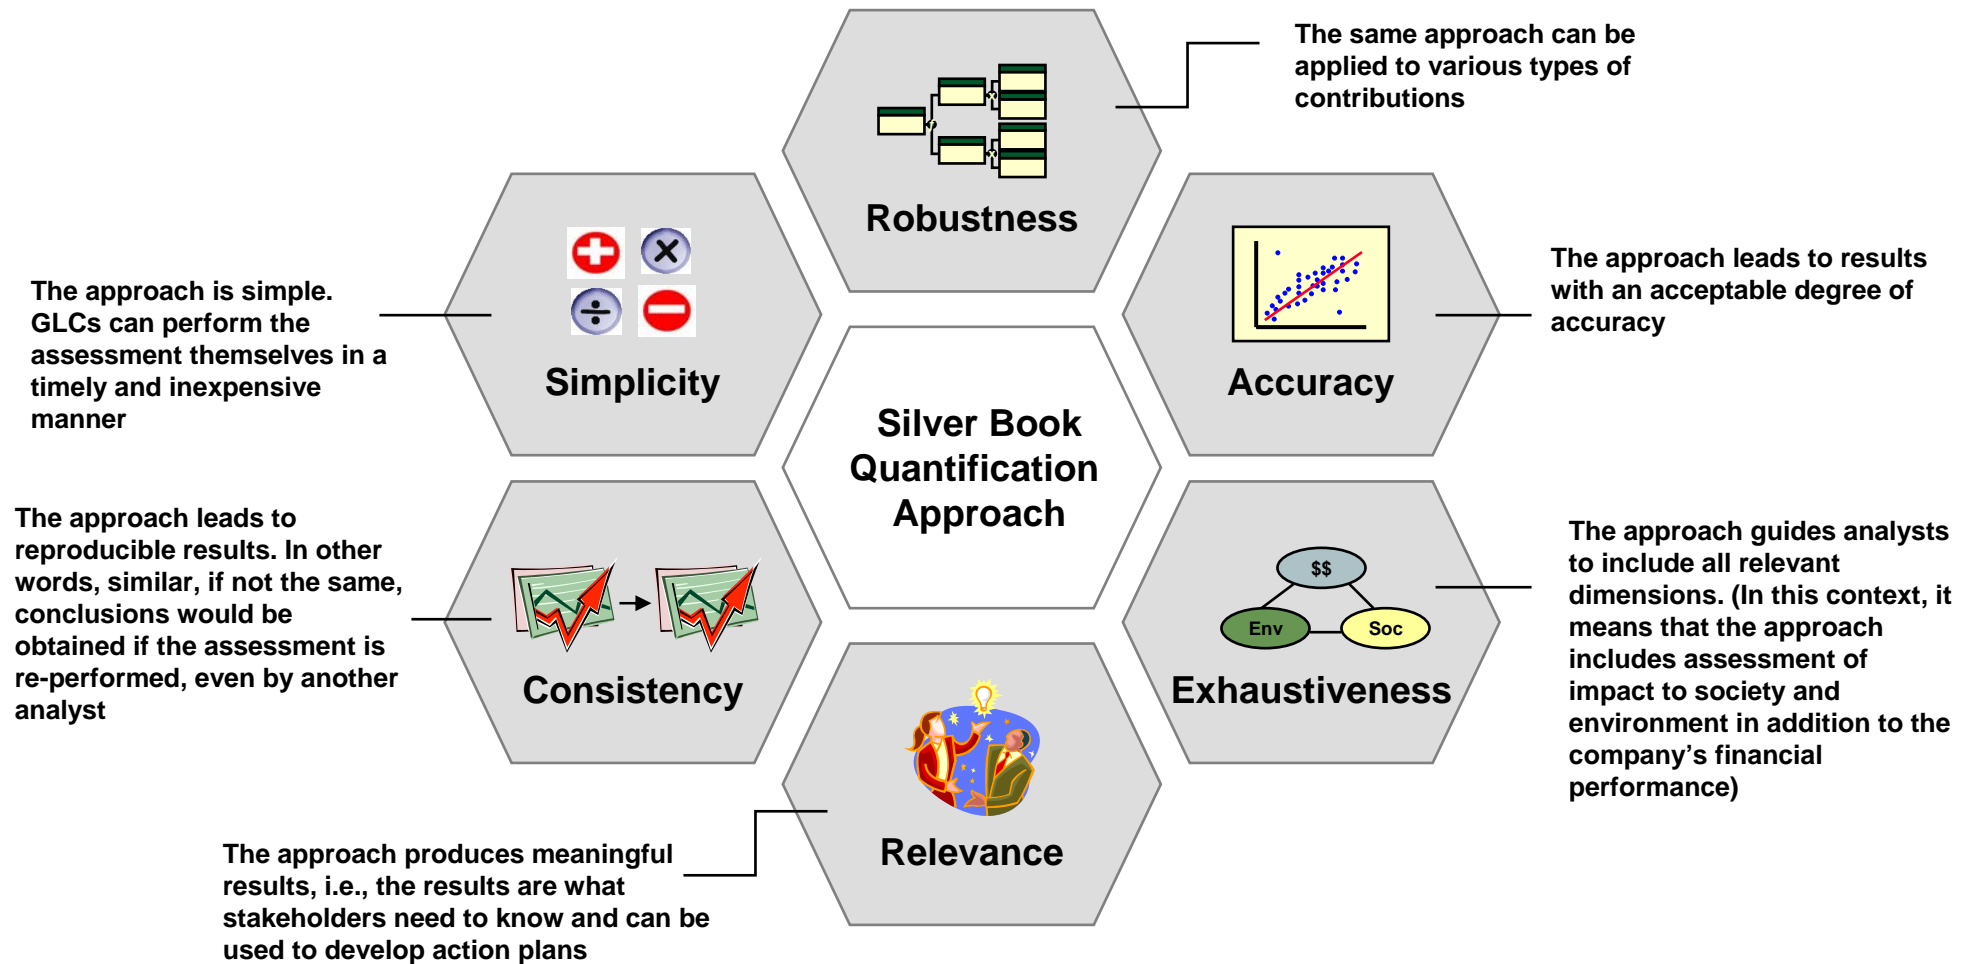 The same approach can be
applied to various types of
contributions
Robustness
The approach is simple.
GLCs can perform the
assessment themselves in a
timely and inexpensive
manner
Simplicity
Accuracy
The approach leads to results
with an acceptable degree of
accuracy
Silver Book
Quantification
Approach
The approach leads to
reproducible results. In other
words, similar, if not the same,
conclusions would be
obtained if the assessment is
re-performed, even by another
analyst
Consistency
$$
Env
Soc
Exhaustiveness
The approach guides analysts
to include all relevant
dimensions. (In this context, it
means that the approach
includes assessment of
impact to society and
environment in addition to the
company’s financial
performance)
Relevance
The approach produces meaningful
results, i.e., the results are what
stakeholders need to know and can be
used to develop action plans